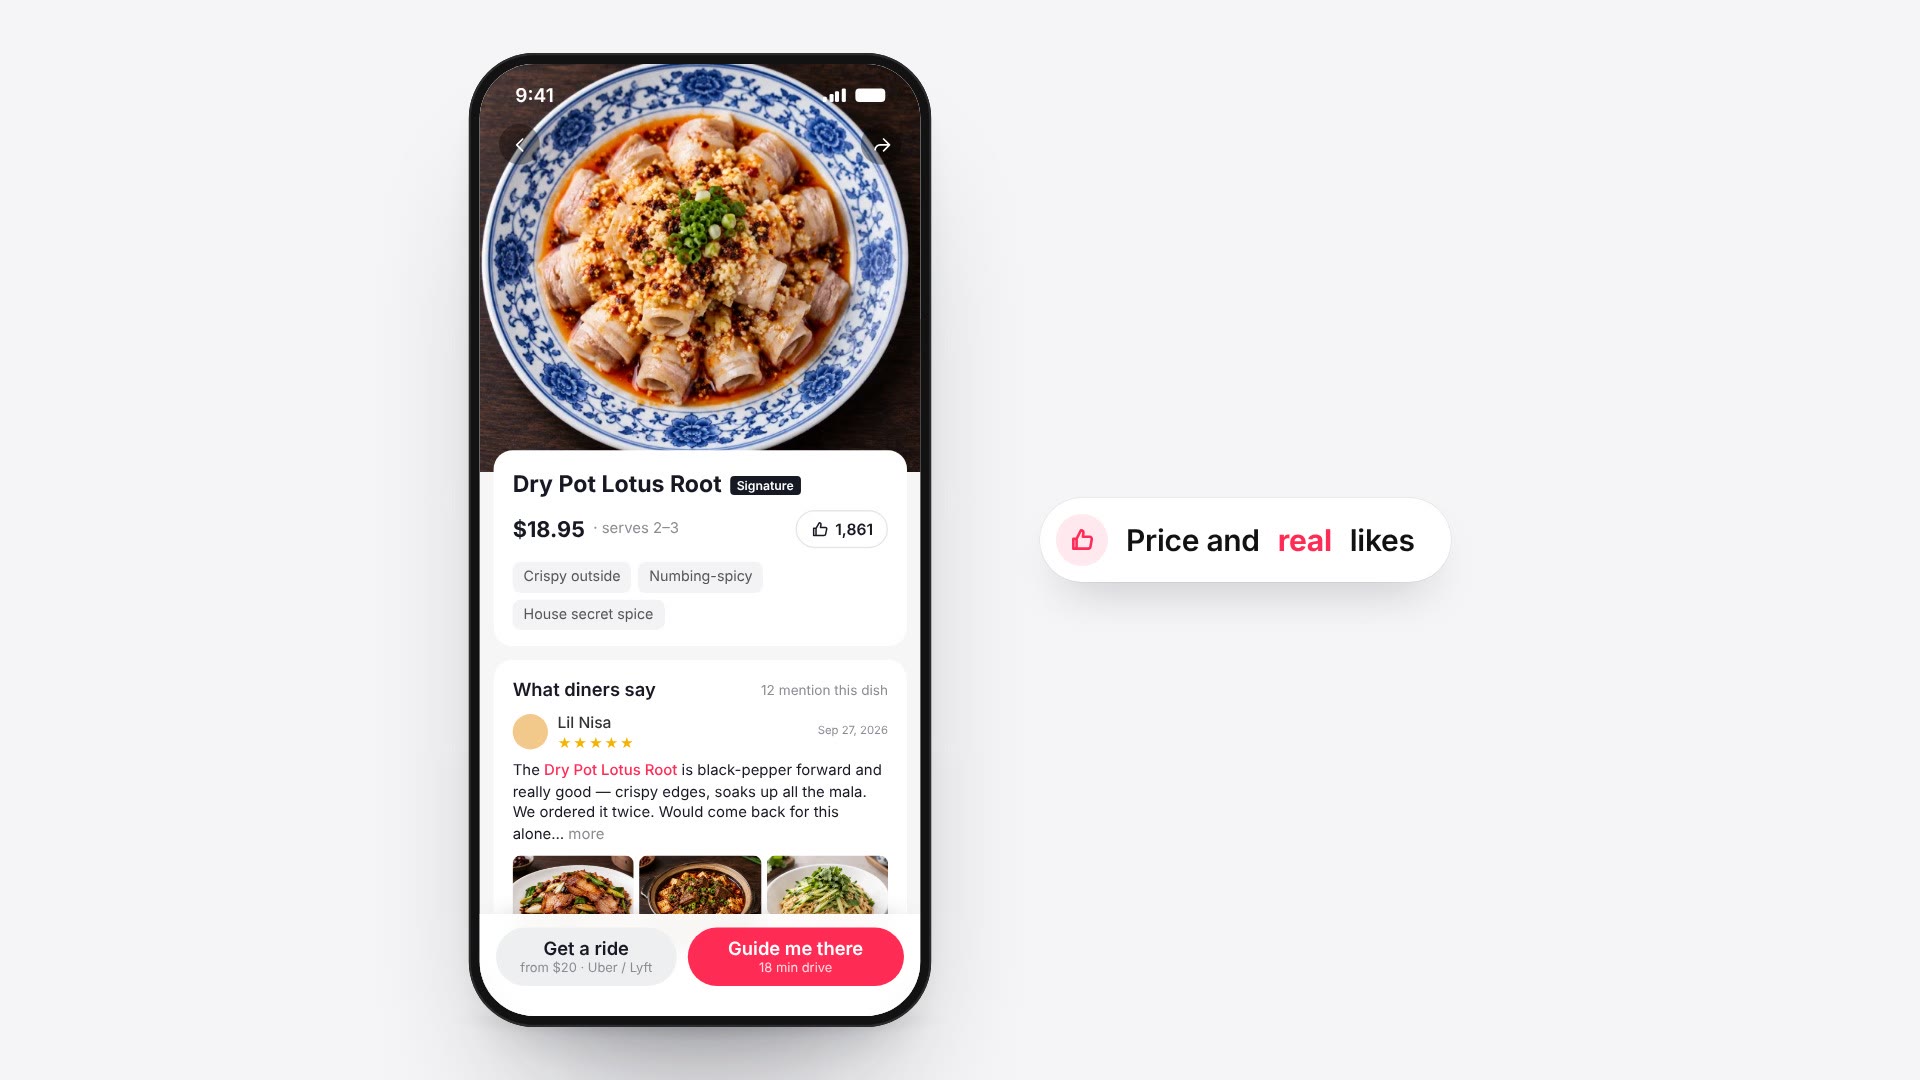 9:41
Dry Pot Lotus Root Signature
$18.95 · serves 2–3 1,861
Crispy outside Numbing-spicy
House secret spice
What diners say 12 mention this dish
Lil Nisa
Sep 27, 2026
★★★★★
The Dry Pot Lotus Root is black-pepper forward and
really good — crispy edges, soaks up all the mala.
We ordered it twice. Would come back for this
alone... more
Get a ride
from $20 · Uber / Lyft
Guide me there
18 min drive
Price and real likes